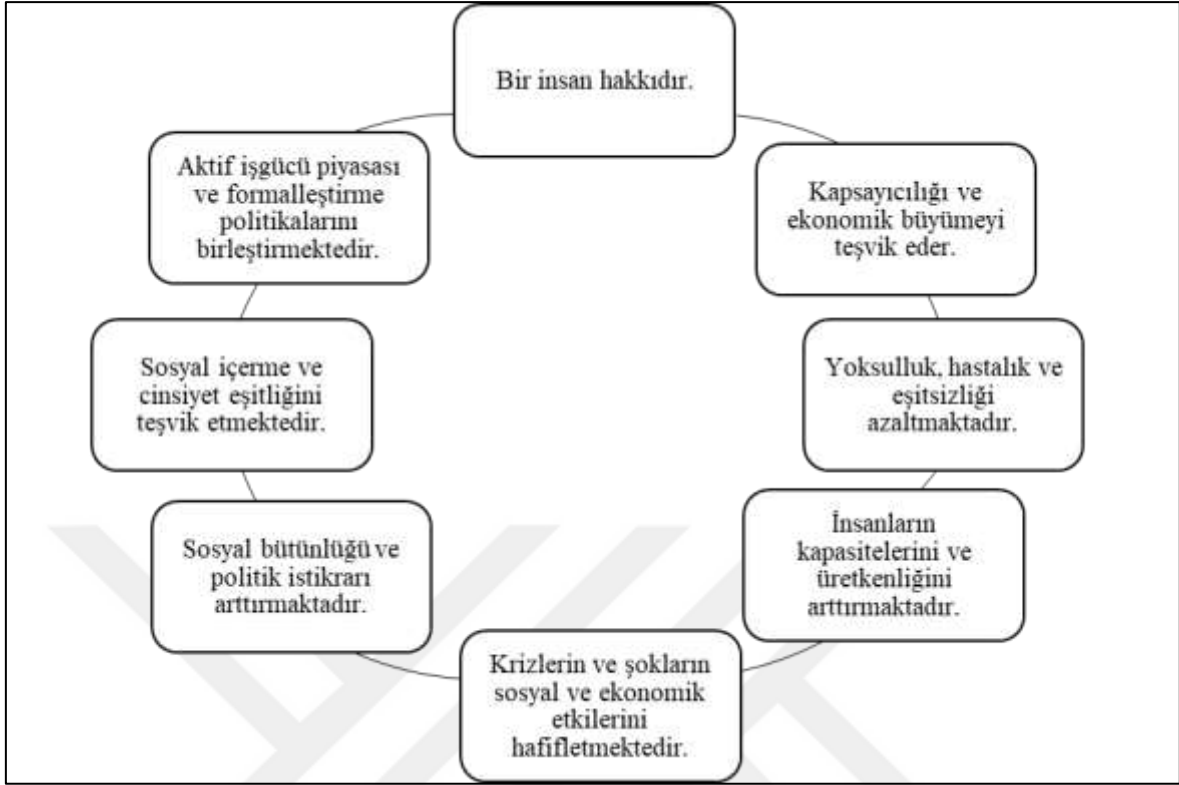 Bir insan hakkıdır.
Kapsayıcılığı ve
ekonomik büyümeyi
teşvik eder.
Yoksulluk, hastalık ve
eşitsizliği
azaltmaktadır.
İnsanların
kapasitelerini ve
üretkenliğini
arttırmaktadır.
Krizlerin ve şokların
sosyal ve ekonomik
etkilerini
hafifletmektedir.
Sosyal bütünlüğü ve
politik istikrarı
arttırmaktadır.
Sosyal içerme ve
cinsiyet eşitliğini
teşvik etmektedir.
Aktif işgücü piyasası
ve formalleştirme
politikalarını
birleştirmektedir.